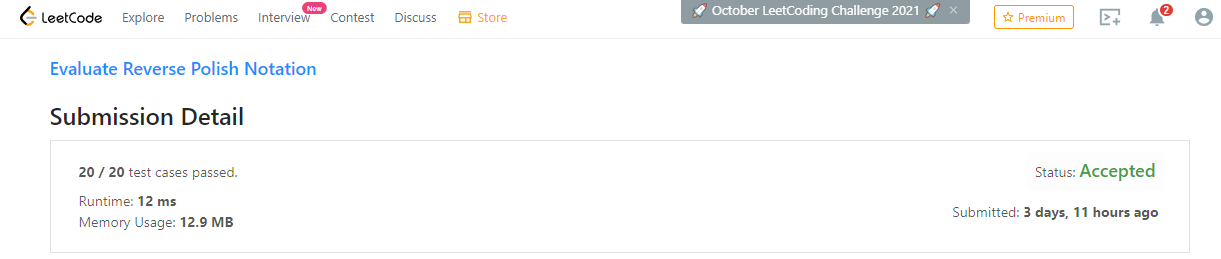 LeetCode Explore Problems Interview New Contest Discuss Store 🚀 October LeetCoding Challenge 2021 🚀 × Premium 2
Evaluate Reverse Polish Notation
Submission Detail
20 / 20 test cases passed. Status: Accepted
Runtime: 12 ms
Memory Usage: 12.9 MB Submitted: 3 days, 11 hours ago